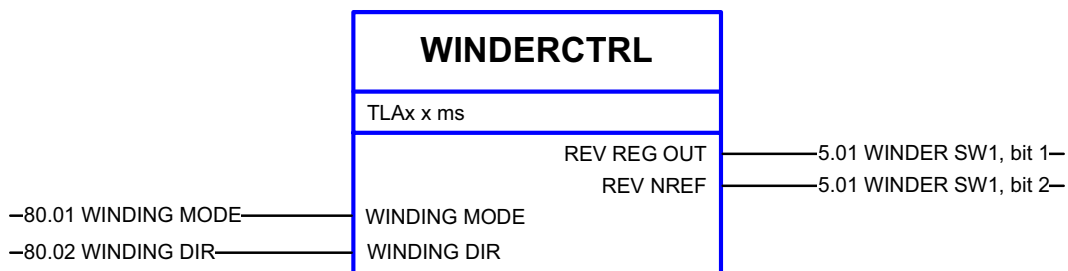 WINDERCTRL
TLAx x ms
REV REG OUT 5.01 WINDER SW1, bit 1
REV NREF 5.01 WINDER SW1, bit 2
80.01 WINDING MODE WINDING MODE
80.02 WINDING DIR WINDING DIR